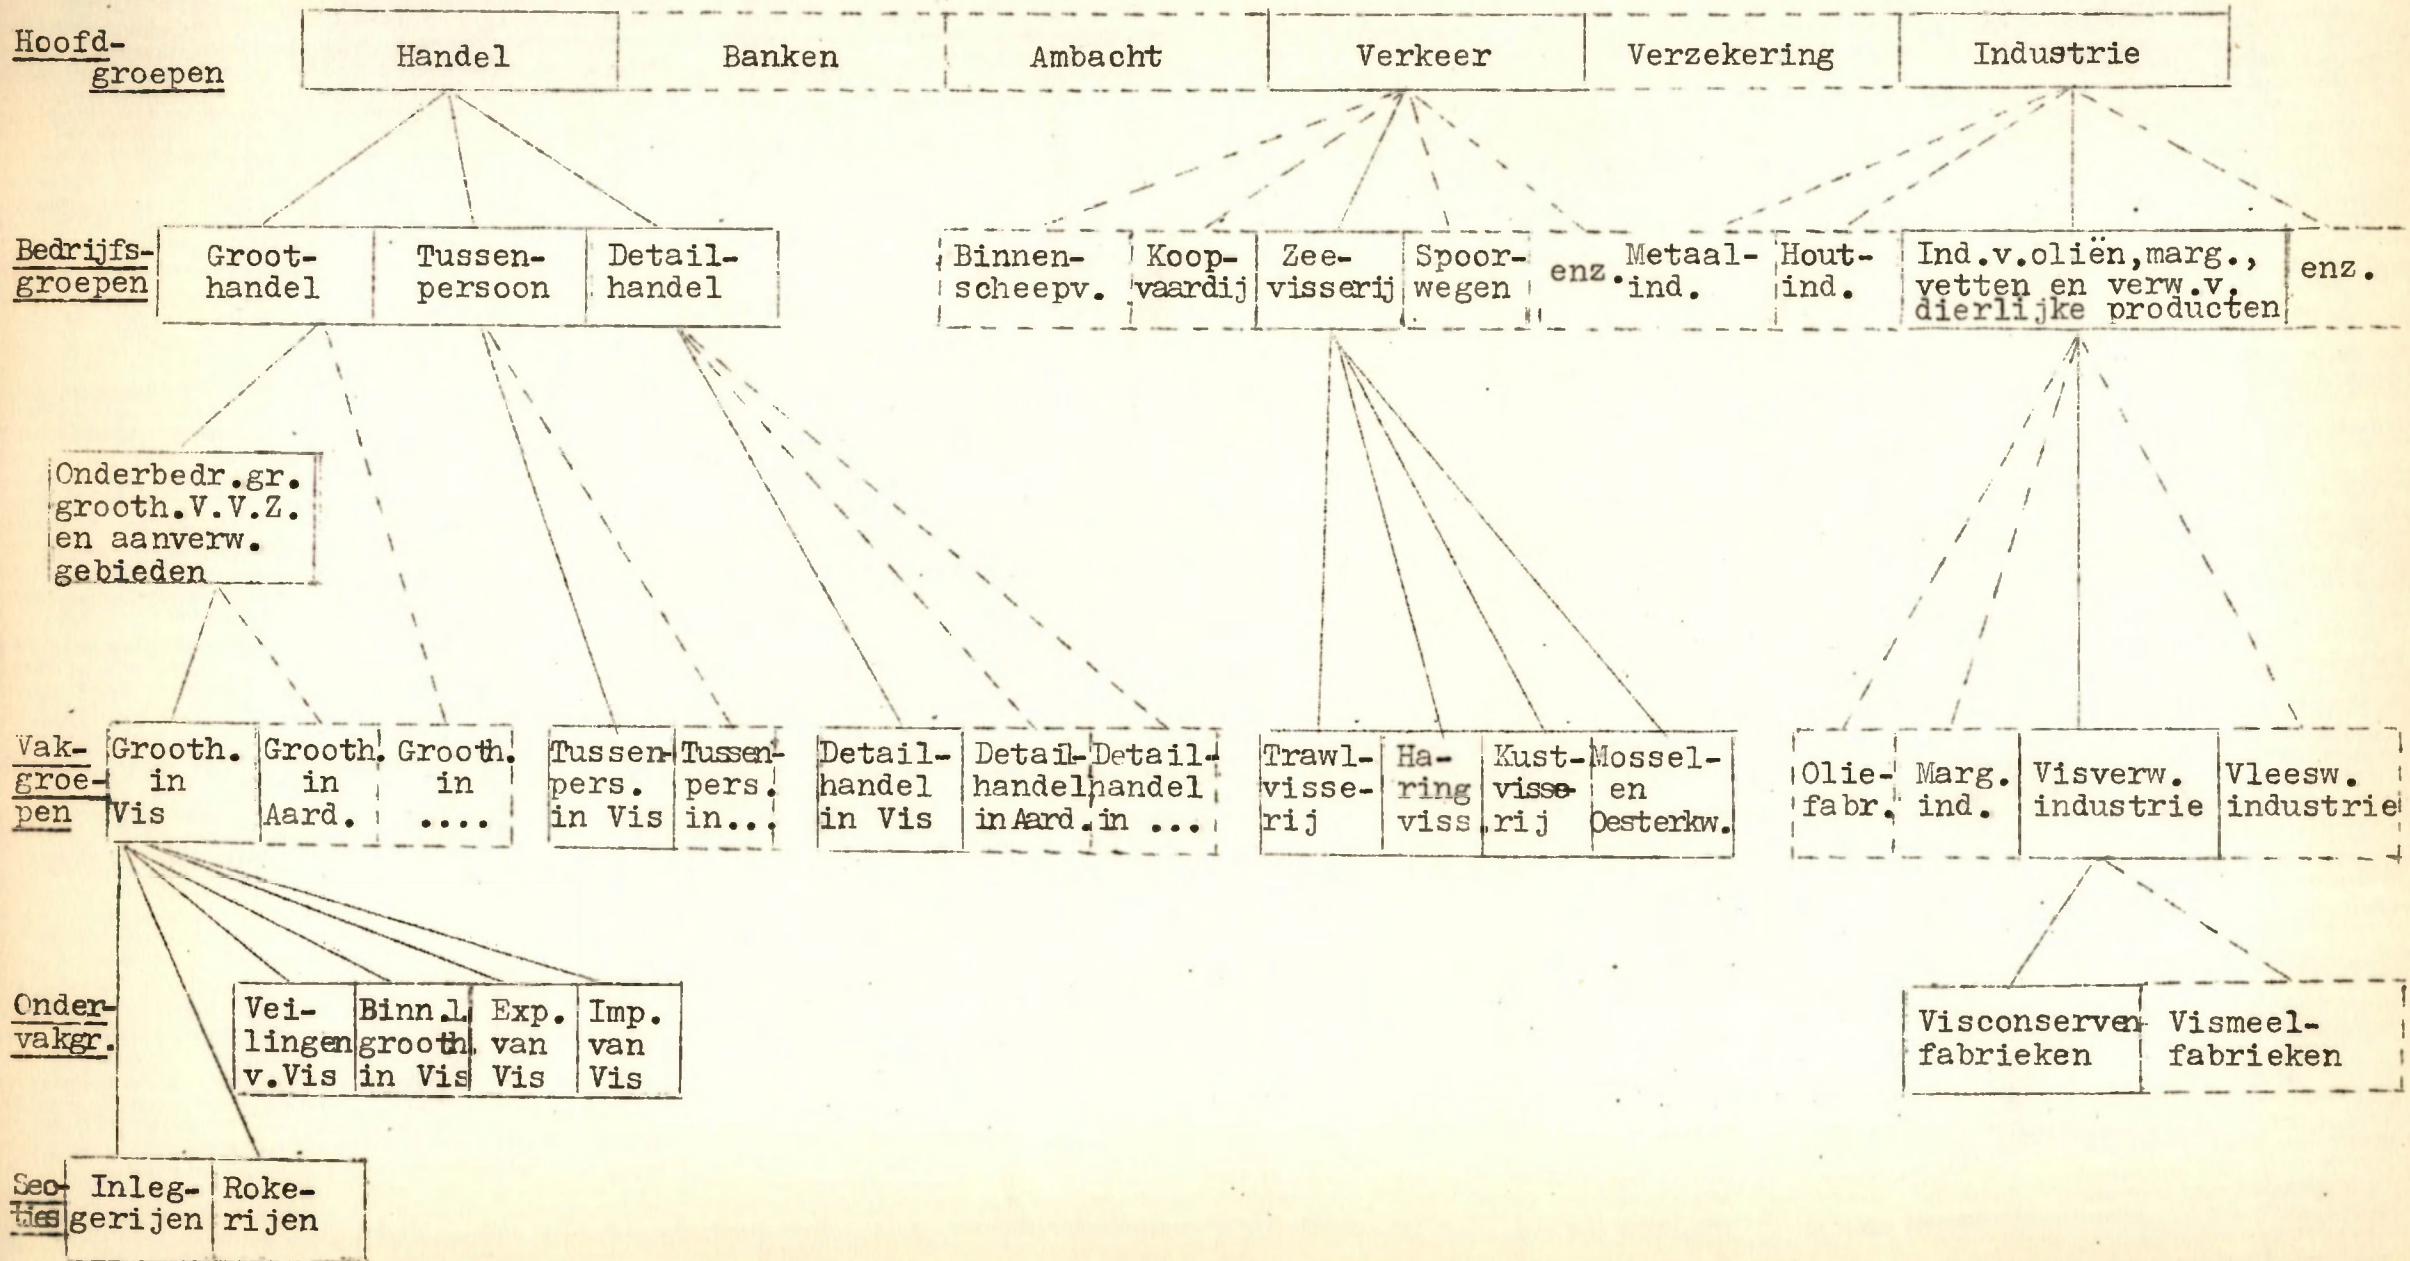 Hoofd-
groepen
Handel
Banken
Ambacht
Verkeer
Verzekering
Industrie
Bedrijfs-
groepen
Groot-
handel
Tussen-
persoon
Detail-
handel
Binnen-
scheepv.
Koop-
vaardij
Zee-
visserij
Spoor-
wegen
enz.
Metaal-
ind.
Hout-
ind.
Ind.v.oliën,marg.,
vetten en verw.v.
dierlijke producten
enz.
Onderbedr.gr.
grooth.V.V.Z.
en aanverw.
gebieden
Vak-
groe-
pen
Grooth.
in
Vis
Grooth.
in
Aard.
Grooth.
in
....
Tussen-
pers.
in Vis
Tussen-
pers.
in...
Detail-
handel
in Vis
Detail-
handel
in Aard.
Detail-
handel
in ...
Trawl-
visse-
rij
Ha-
ring
viss.
Kust-
visse-
rij
Mossel-
en
Oesterkw.
Olie-
fabr.
Marg.
ind.
Visverw.
industrie
Vleesw.
industrie
Onder-
vakgr.
Vei-
lingen
v.Vis
Binn.l.
grooth.
in Vis
Exp.
van
Vis
Imp.
van
Vis
Visconserven
fabrieken
Vismeel-
fabrieken
Sec-
ties
Inleg-
gerijen
Roke-
rijen